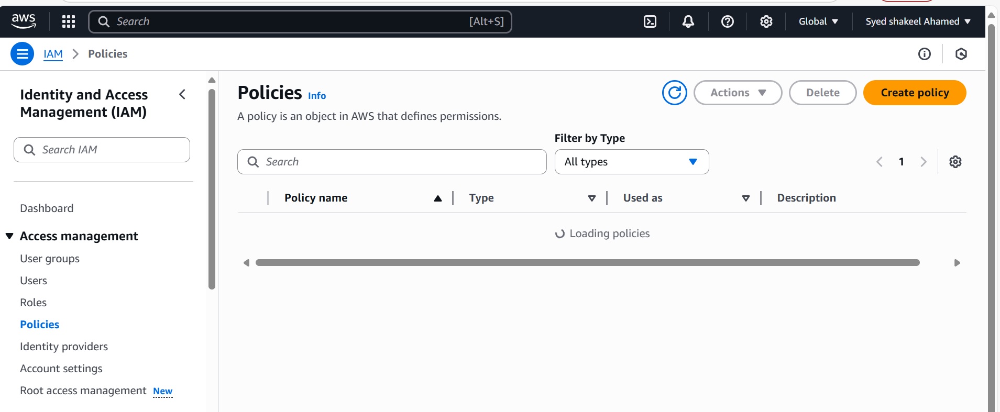 aws
Search [Alt+S]
Global
Syed shakeel Ahamed
IAM
Policies
Identity and Access
Management (IAM)
Search IAM
Dashboard
Access management
User groups
Users
Roles
Policies
Identity providers
Account settings
Root access management New
Policies Info
Actions
Delete
Create policy
A policy is an object in AWS that defines permissions.
Filter by Type
Search
All types
1
Policy name
Type
Used as
Description
Loading policies